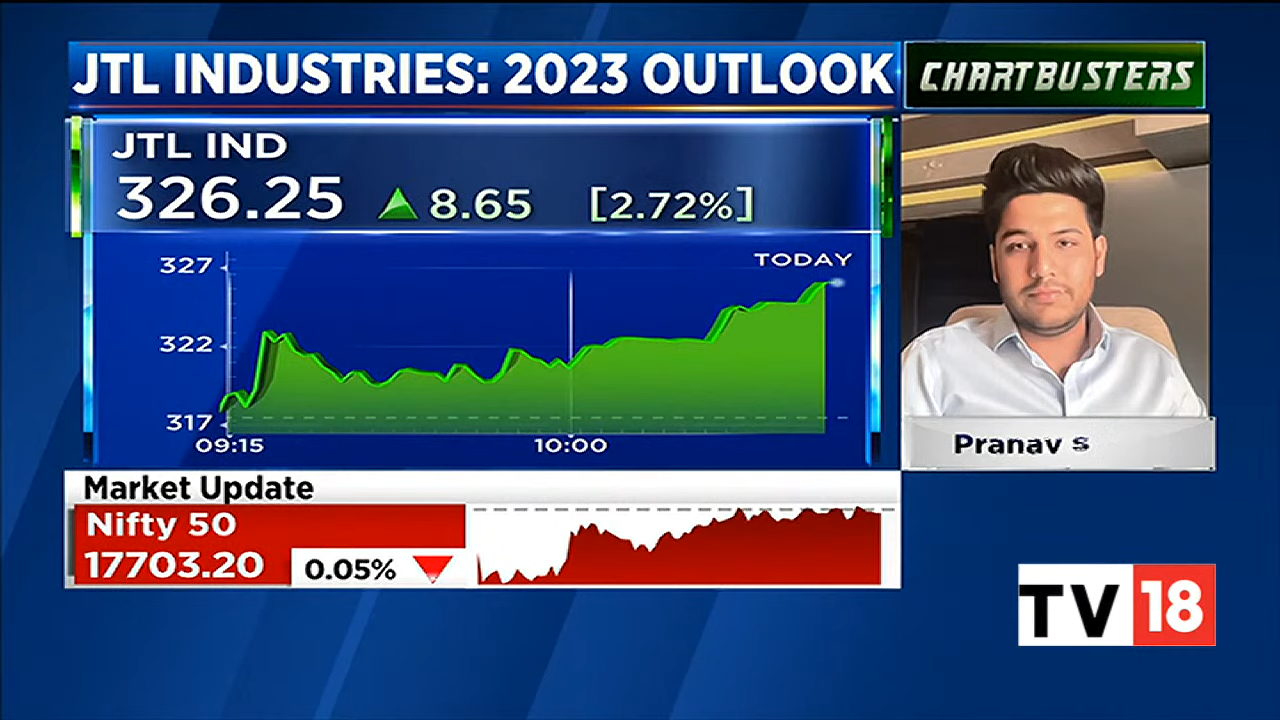 JTL INDUSTRIES: 2023 OUTLOOK
CHARTBUSTERS
JTL IND
326.25 ▲ 8.65 [2.72%]
TODAY
327
322
317
09:15 10:00
Pranav S
Market Update
Nifty 50
17703.20 0.05% ▼
TV18